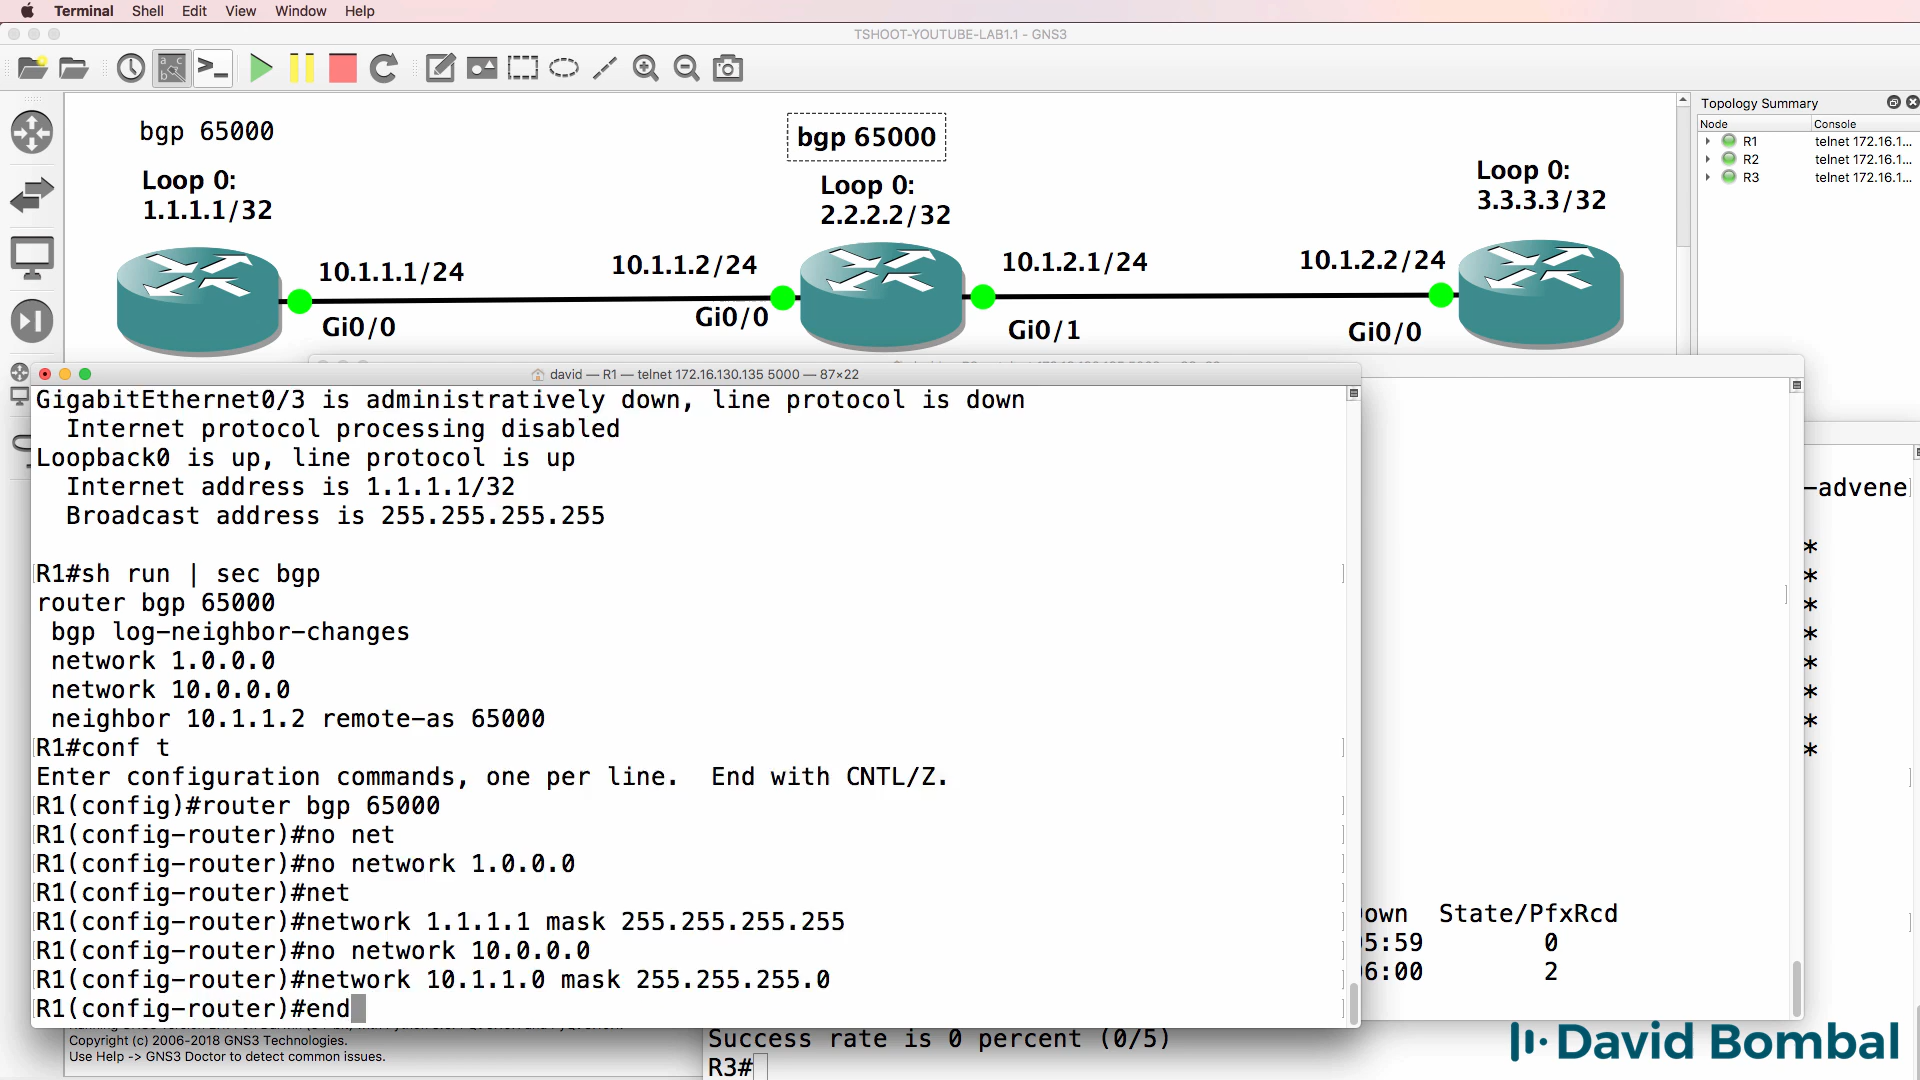 Terminal Shell Edit View Window Help
TSHOOT-YOUTUBE-LAB1.1 - GNS3
Topology Summary
Node Console
R1 telnet 172.16.1...
R2 telnet 172.16.1...
R3 telnet 172.16.1...
bgp 65000
bgp 65000
Loop 0:
1.1.1.1/32
Loop 0:
2.2.2.2/32
Loop 0:
3.3.3.3/32
10.1.1.1/24
10.1.1.2/24
10.1.2.1/24
10.1.2.2/24
Gi0/0
Gi0/0
Gi0/1
Gi0/0
david — R1 — telnet 172.16.130.135 5000 — 87×22
GigabitEthernet0/3 is administratively down, line protocol is down
Internet protocol processing disabled
Loopback0 is up, line protocol is up
Internet address is 1.1.1.1/32
Broadcast address is 255.255.255.255
R1#sh run | sec bgp
router bgp 65000
bgp log-neighbor-changes
network 1.0.0.0
network 10.0.0.0
neighbor 10.1.1.2 remote-as 65000
R1#conf t
Enter configuration commands, one per line. End with CNTL/Z.
R1(config)#router bgp 65000
R1(config-router)#no net
R1(config-router)#no network 1.0.0.0
R1(config-router)#net
R1(config-router)#network 1.1.1.1 mask 255.255.255.255
R1(config-router)#no network 10.0.0.0
R1(config-router)#network 10.1.1.0 mask 255.255.255.0
R1(config-router)#end
-advene
*
*
*
*
*
*
*
*
own State/PfxRcd
5:59 0
6:00 2
Copyright (c) 2006-2018 GNS3 Technologies.
Use Help -> GNS3 Doctor to detect common issues.
Success rate is 0 percent (0/5)
R3#
David Bombal